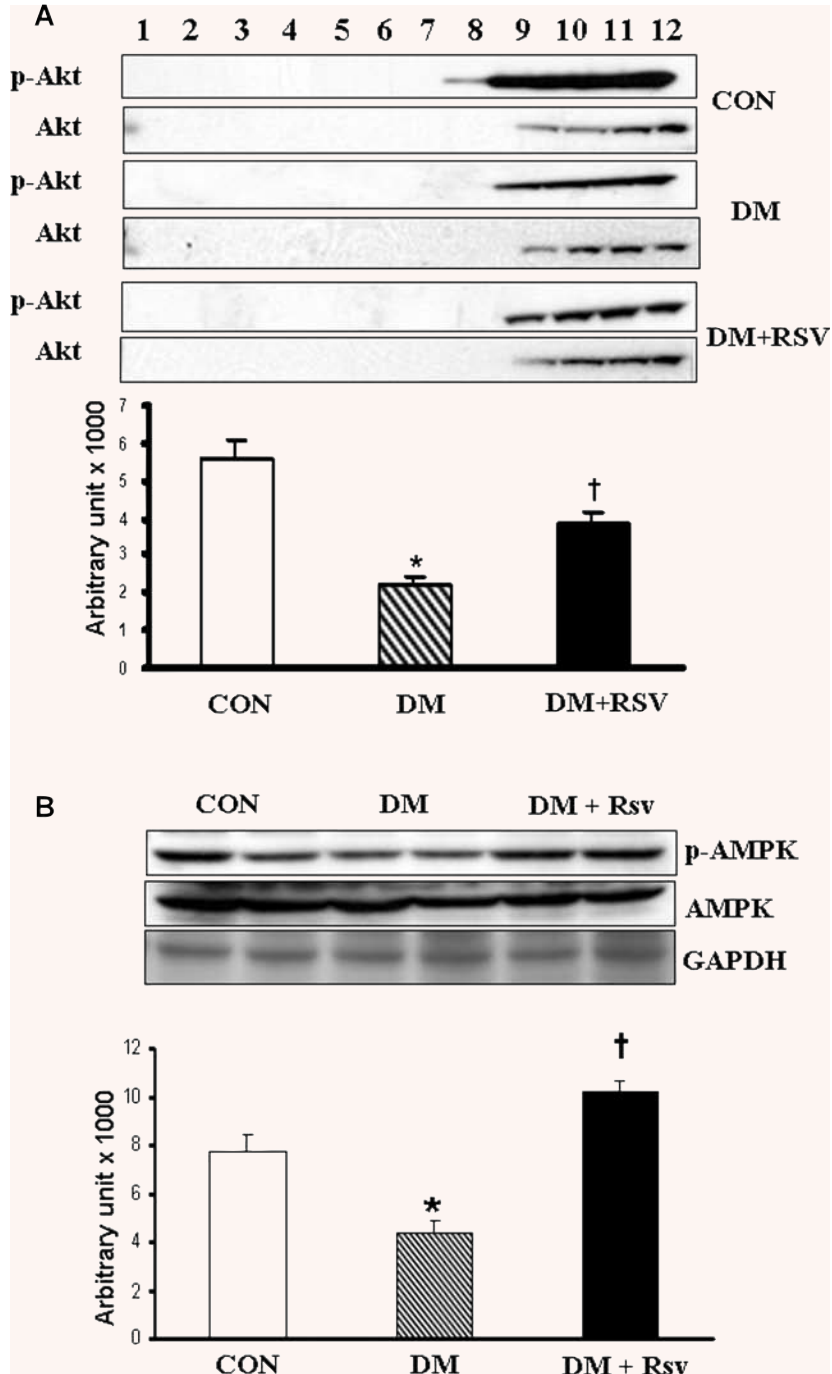 A
1 2 3 4 5 6 7 8 9 10 11 12
p-Akt
Akt
CON
p-Akt
Akt
DM
p-Akt
Akt
DM+RSV
Arbitrary unit x 1000
7
6
5
4
3
2
1
0
*
†
CON DM DM+RSV
B
CON DM DM + Rsv
p-AMPK
AMPK
GAPDH
Arbitrary unit x 1000
12
10
8
6
4
2
0
*
†
CON DM DM + Rsv